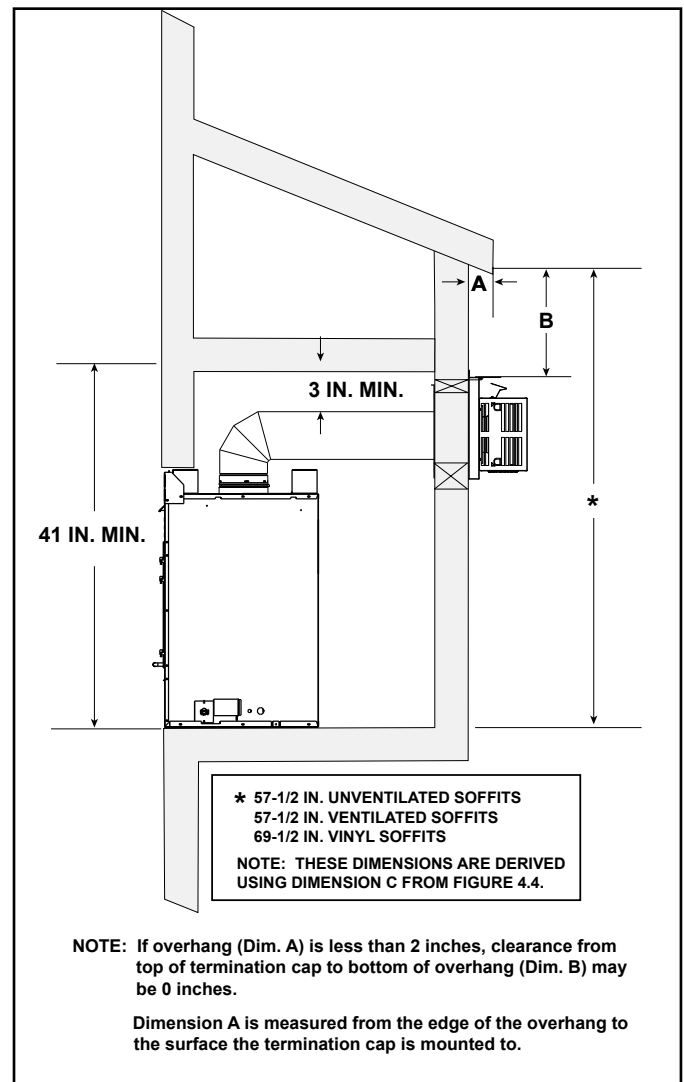 A
B
3 IN. MIN.
*
41 IN. MIN.
* 57-1/2 IN. UNVENTILATED SOFFITS
57-1/2 IN. VENTILATED SOFFITS
69-1/2 IN. VINYL SOFFITS
NOTE: THESE DIMENSIONS ARE DERIVED
USING DIMENSION C FROM FIGURE 4.4.
NOTE: If overhang (Dim. A) is less than 2 inches, clearance from
top of termination cap to bottom of overhang (Dim. B) may
be 0 inches.
Dimension A is measured from the edge of the overhang to
the surface the termination cap is mounted to.